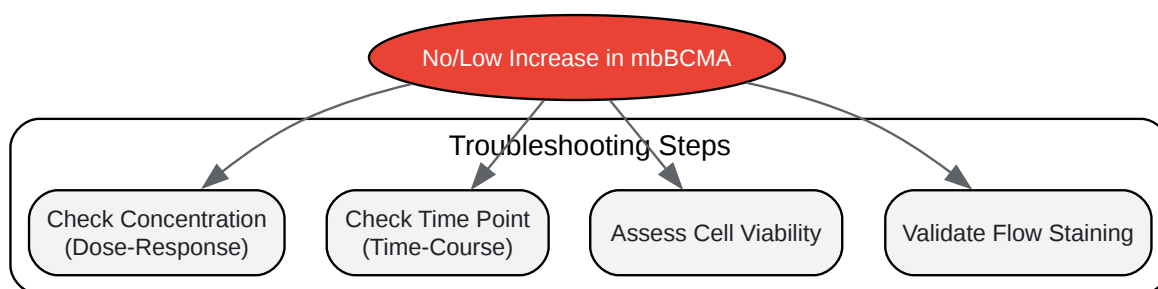 No/Low Increase in mbBCMA
Troubleshooting Steps
Check Concentration
(Dose-Response)
Check Time Point
(Time-Course)
Assess Cell Viability
Validate Flow Staining